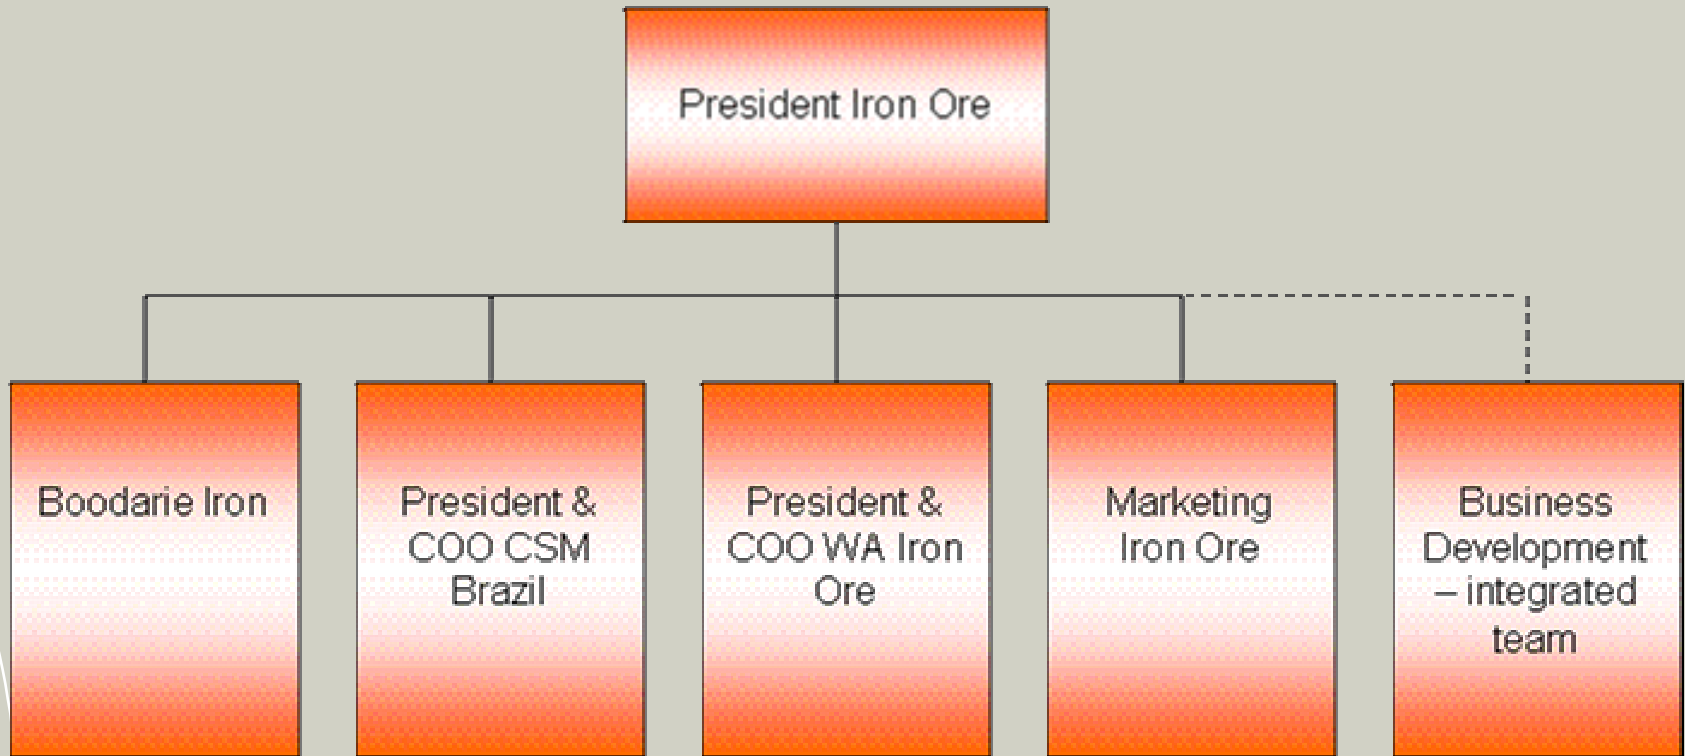 President Iron Ore
Boodarie Iron
President &
COO CSM
Brazil
President &
COO WA Iron
Ore
Marketing
Iron Ore
Business
Development
– integrated
team